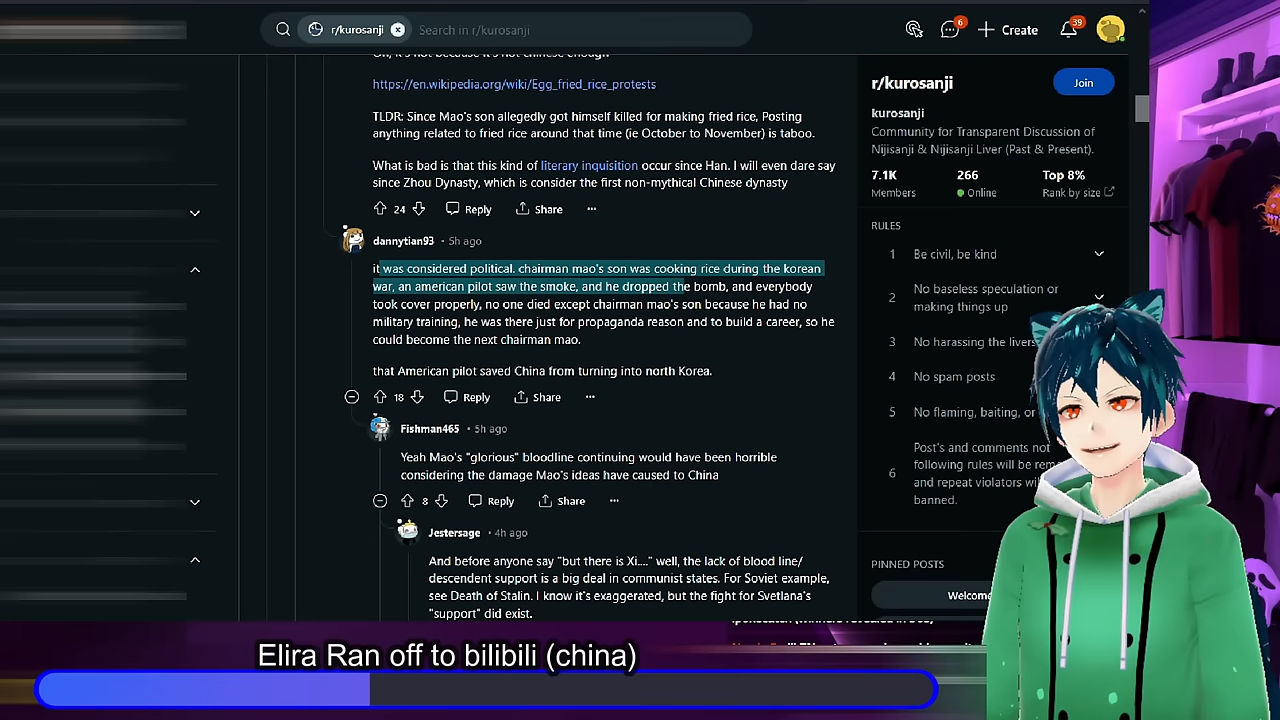 r/kurosanji
Search in r/kurosanji
6
Create
39
https://en.wikipedia.org/wiki/Egg_fried_rice_protests
TLDR: Since Mao's son allegedly got himself killed for making fried rice, Posting
anything related to fried rice around that time (ie October to November) is taboo.
What is bad is that this kind of literary inquisition occur since Han. I will even dare say
since Zhou Dynasty, which is consider the first non-mythical Chinese dynasty
24
Reply
Share
dannytian93 • 5h ago
it was considered political. chairman mao's son was cooking rice during the korean
war, an american pilot saw the smoke, and he dropped the bomb, and everybody
took cover properly, no one died except chairman mao's son because he had no
military training, he was there just for propaganda reason and to build a career, so he
could become the next chairman mao.
that American pilot saved China from turning into north Korea.
18
Reply
Share
Fishman465 • 5h ago
Yeah Mao's "glorious" bloodline continuing would have been horrible
considering the damage Mao's ideas have caused to China
8
Reply
Share
Jestersage • 4h ago
And before anyone say "but there is Xi...." well, the lack of blood line/
descendent support is a big deal in communist states. For Soviet example,
see Death of Stalin. I know it's exaggerated, but the fight for Svetlana's
"support" did exist.
r/kurosanji
Join
kurosanji
Community for Transparent Discussion of
Nijisanji & Nijisanji Liver (Past & Present).
7.1K
266
Top 8%
Members
Online
Rank by size
RULES
1 Be civil, be kind
2 No baseless speculation or
making things up
3 No harassing the livers
4 No spam posts
5 No flaming, baiting, or
6 Post's and comments not
following rules will be
and repeat violators
banned.
PINNED POSTS
Welcome
Elira Ran off to bilibili (china)